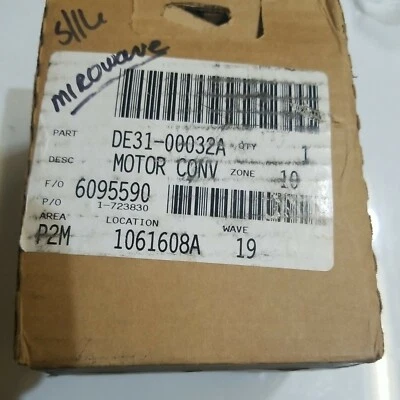 MIROWAVE
PART DE31-00032A QTY 1
DESC MOTOR CONV ZONE 10
F/O 6095590
P/O 1-723830
AREA LOCATION WAVE
P2M 1061608A 19